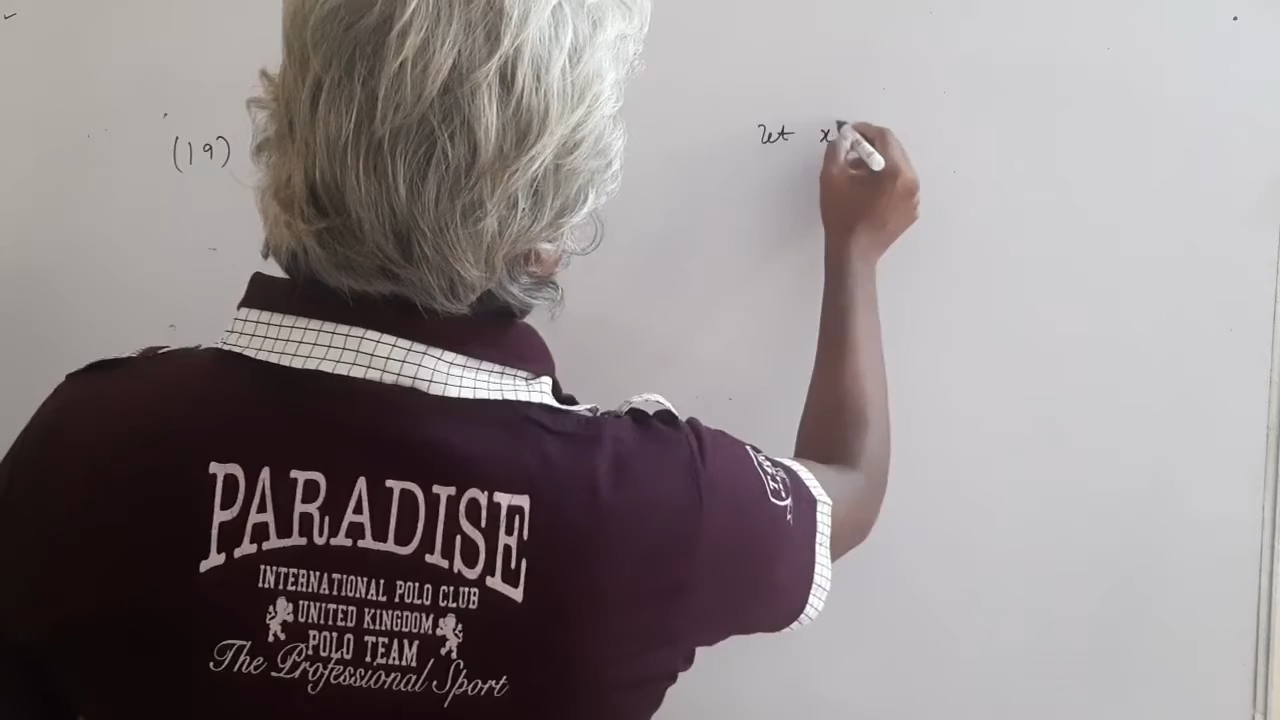 (19)
let x
PARADISE
INTERNATIONAL POLO CLUB
UNITED KINGDOM
POLO TEAM
The Professional Sport